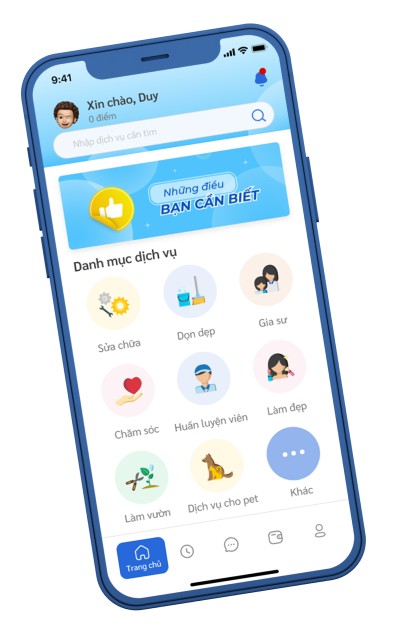 9:41
Xin chào, Duy
0 điểm
Nhập dịch vụ cần tìm
Những điều
BẠN CẦN BIẾT
Danh mục dịch vụ
Sửa chữa
Dọn dẹp
Gia sư
Chăm sóc
Huấn luyện viên
Làm đẹp
Làm vườn
Dịch vụ cho pet
Khác
Trang chủ